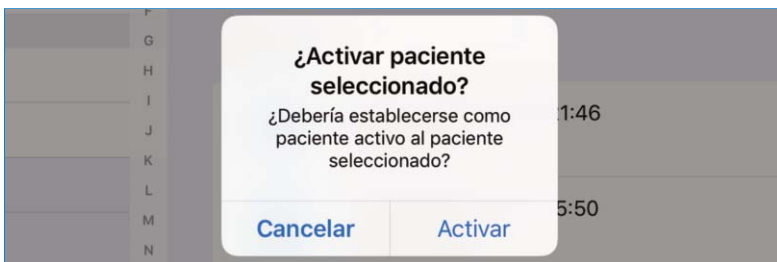 F
G
H
I
J
K
L
M
N
¿Activar paciente
seleccionado?
¿Debería establecerse como
paciente activo al paciente
seleccionado?
Cancelar
Activar
1:46
5:50